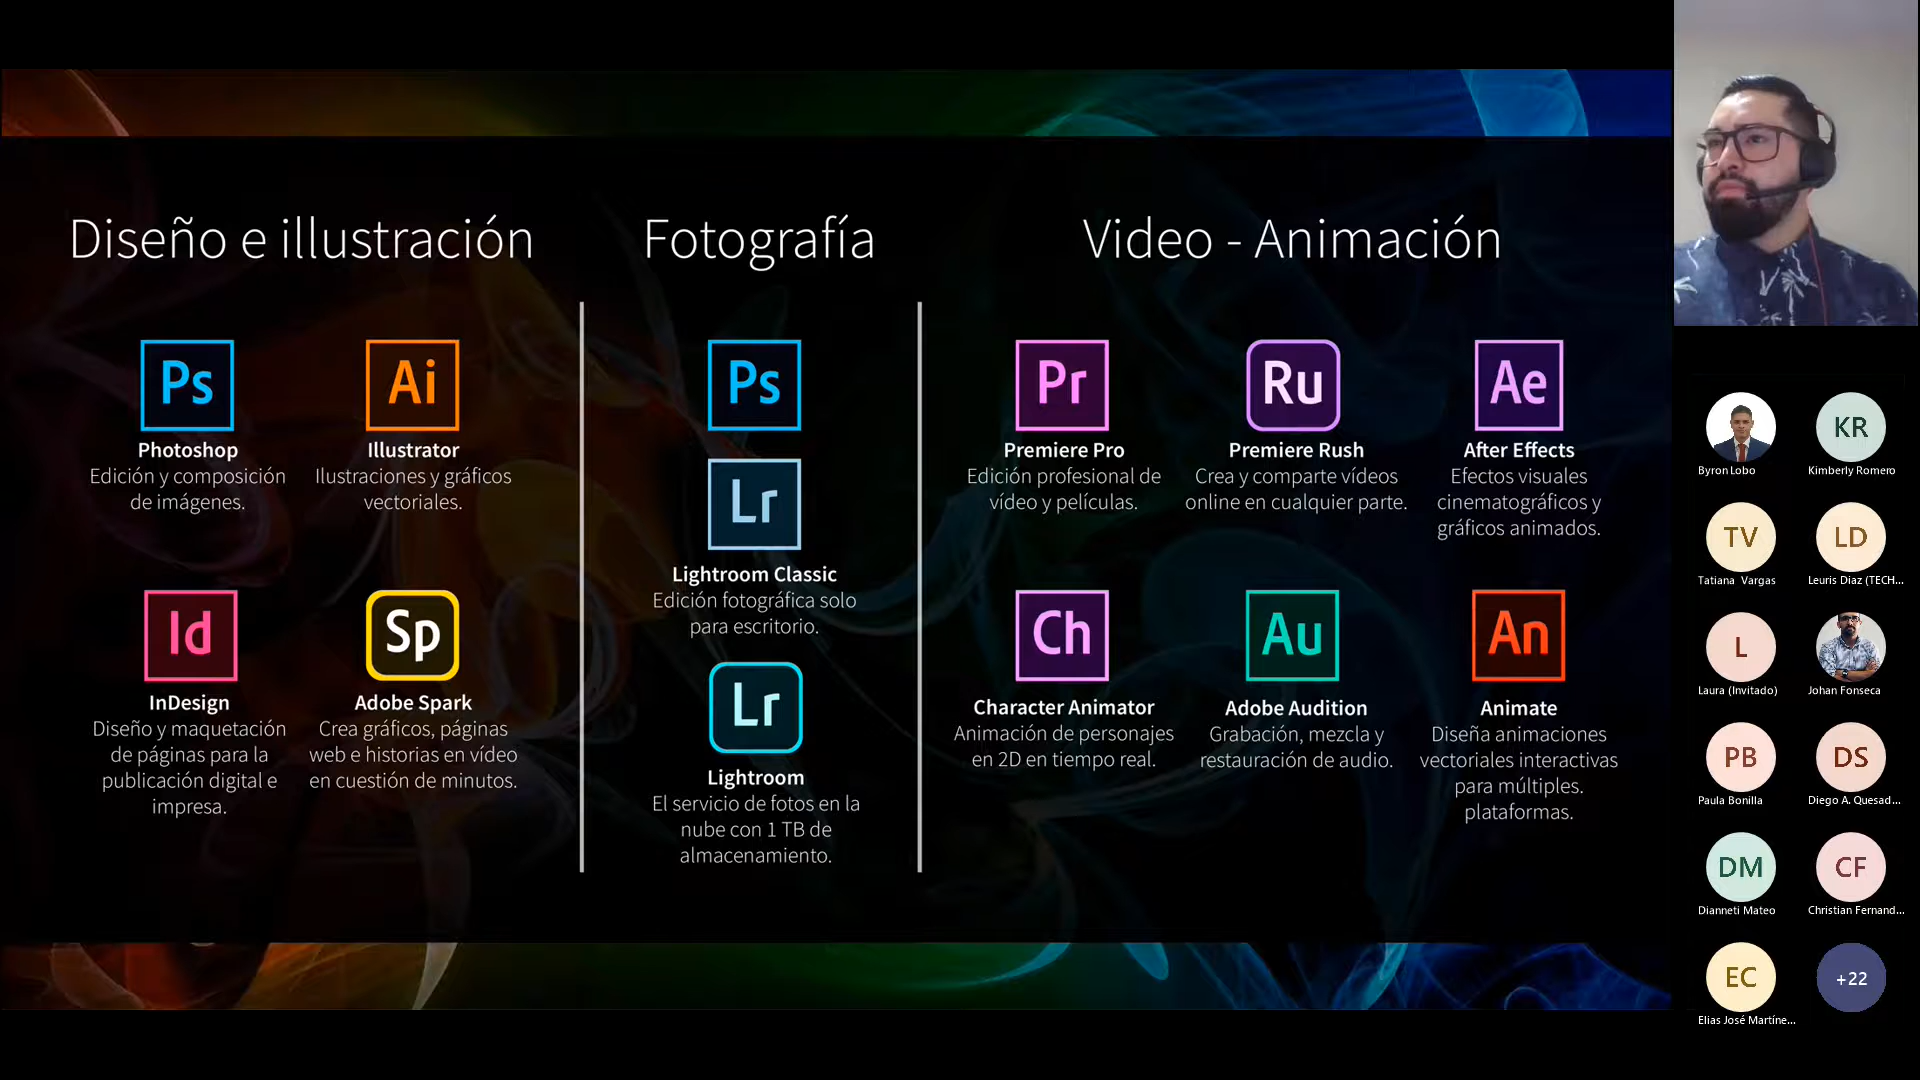 Diseño e illustración
Ps
Photoshop
Edición y composición
de imágenes.
Ai
Illustrator
Ilustraciones y gráficos
vectoriales.
Id
InDesign
Diseño y maquetación
de páginas para la
publicación digital e
impresa.
Sp
Adobe Spark
Crea gráficos, páginas
web e historias en vídeo
en cuestión de minutos.
Fotografía
Ps
Lr
Lightroom Classic
Edición fotográfica solo
para escritorio.
Lr
Lightroom
El servicio de fotos en la
nube con 1 TB de
almacenamiento.
Video - Animación
Pr
Premiere Pro
Edición profesional de
vídeo y películas.
Ru
Premiere Rush
Crea y comparte vídeos
online en cualquier parte.
Ae
After Effects
Efectos visuales
cinematográficos y
gráficos animados.
Ch
Character Animator
Animación de personajes
en 2D en tiempo real.
Au
Adobe Audition
Grabación, mezcla y
restauración de audio.
An
Animate
Diseña animaciones
vectoriales interactivas
para múltiples.
plataformas.
Byron Lobo
KR
Kimberly Romero
TV
Tatiana Vargas
LD
Leuris Diaz (TECH...
L
Laura (Invitado)
Johan Fonseca
PB
Paula Bonilla
DS
Diego A. Quesad...
DM
Dianneti Mateo
CF
Christian Fernand...
EC
Elias José Martíne...
+22